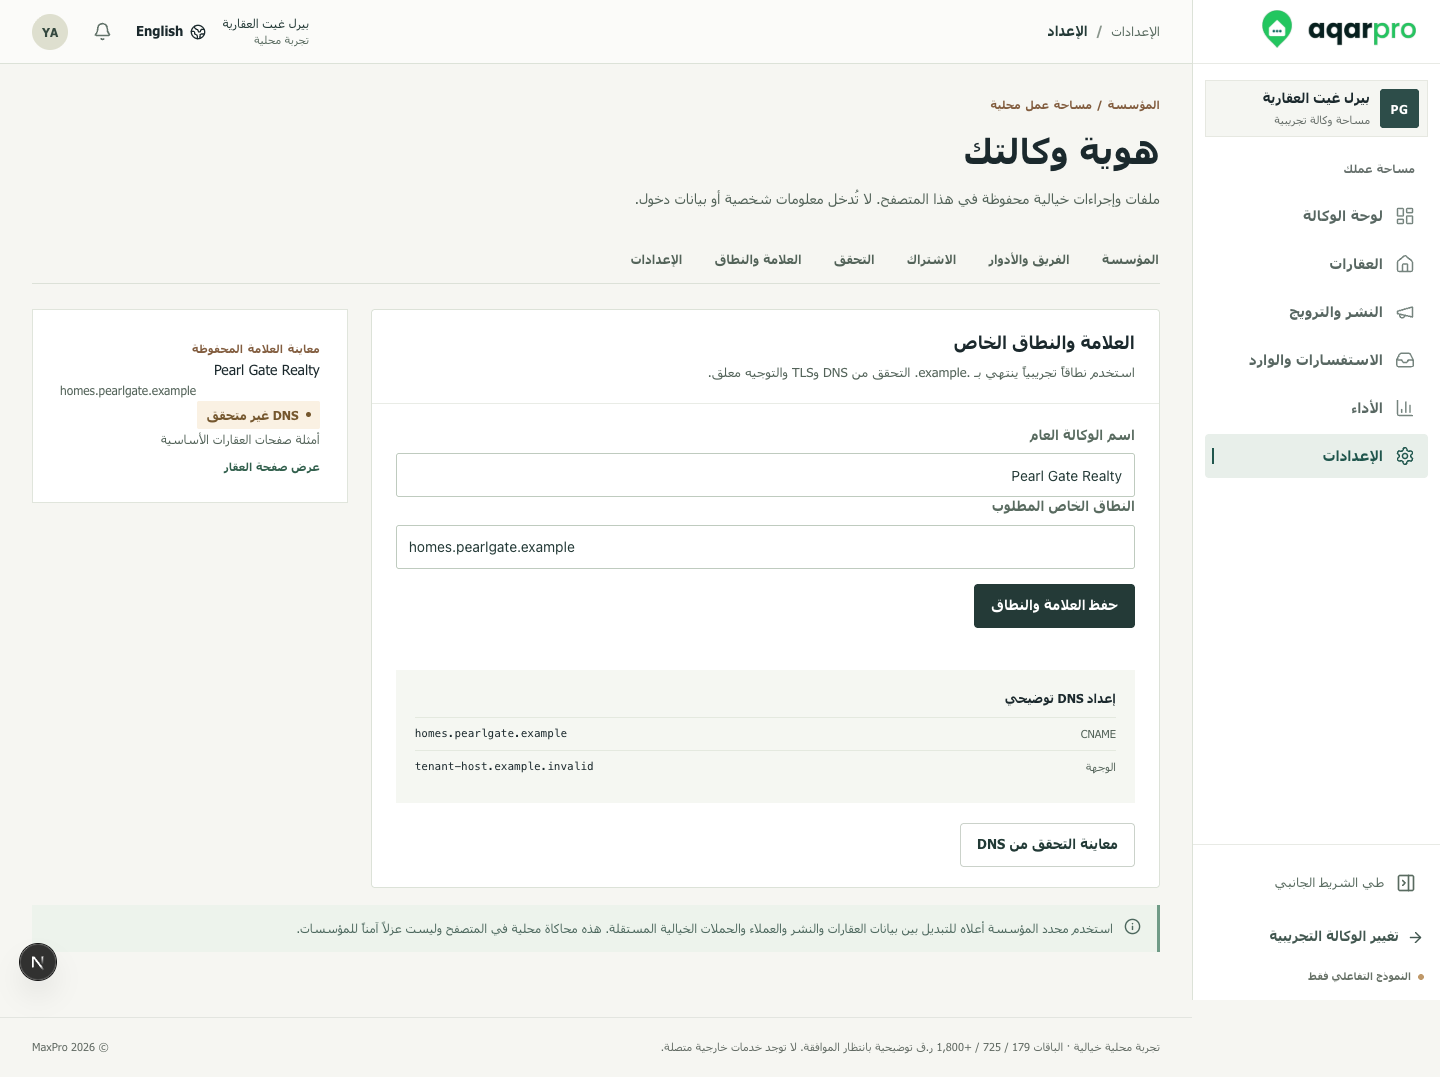 aqarpro
PG
بيرل غيت العقارية
مساحة وكالة تجريبية
مساحة عملك
لوحة الوكالة
العقارات
النشر والترويج
الاستفسارات والوارد
الأداء
الإعدادات
طي الشريط الجانبي
تغيير الوكالة التجريبية
النموذج التفاعلي فقط
الإعدادات / الإعداد
بيرل غيت العقارية
تجربة محلية
English
YA
المؤسسة / مساحة عمل محلية
هوية وكالتك
ملفات وإجراءات خيالية محفوظة في هذا المتصفح. لا تُدخل معلومات شخصية أو بيانات دخول.
المؤسسة
الفريق والأدوار
الاشتراك
التحقق
العلامة والنطاق
الإعدادات
العلامة والنطاق الخاص
استخدم نطاقاً تجريبياً ينتهي بـ .example. التحقق من DNS وTLS والتوجيه معلق.
اسم الوكالة العام
Pearl Gate Realty
النطاق الخاص المطلوب
homes.pearlgate.example
حفظ العلامة والنطاق
إعداد DNS توضيحي
CNAME
homes.pearlgate.example
الوجهة
tenant-host.example.invalid
معاينة التحقق من DNS
معاينة العلامة المحفوظة
Pearl Gate Realty
homes.pearlgate.example
• DNS غير متحقق
أمثلة صفحات العقارات الأساسية
عرض صفحة العقار
استخدم محدد المؤسسة أعلاه للتبديل بين بيانات العقارات والنشر والعملاء والحملات الخيالية المستقلة. هذه محاكاة محلية في المتصفح وليست عزلاً آمناً للمؤسسات.
N
تجربة محلية خيالية · الباقات 179 / 725 / +1,800 ر.ق توضيحية بانتظار الموافقة. لا توجد خدمات خارجية متصلة.
© 2026 MaxPro